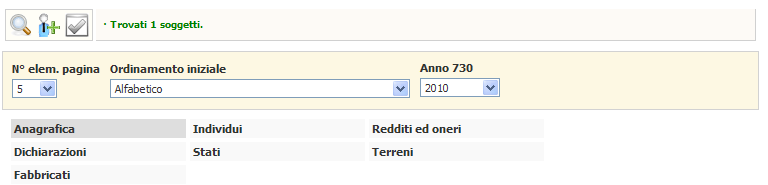 · Trovati 1 soggetti.
N° elem. pagina Ordinamento iniziale Anno 730
5 Alfabetico 2010
Anagrafica Individui Redditi ed oneri
Dichiarazioni Stati Terreni
Fabbricati